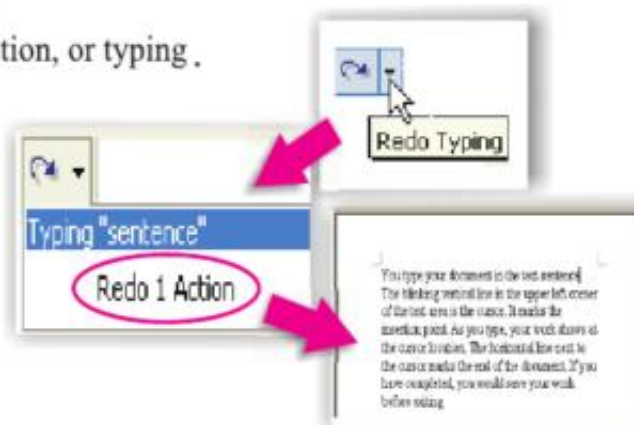 tion, or typing .
Redo Typing
Typing "sentence"
Redo 1 Action
You type your document in the text sentence
The blinking vertical line in the upper left corner
of the text area is the cursor. It marks the
insertion point. As you type, your work shows at
the cursor location. The horizontal line next to
the cursor marks the end of the document. If you
have completed, you would save your work
before exiting